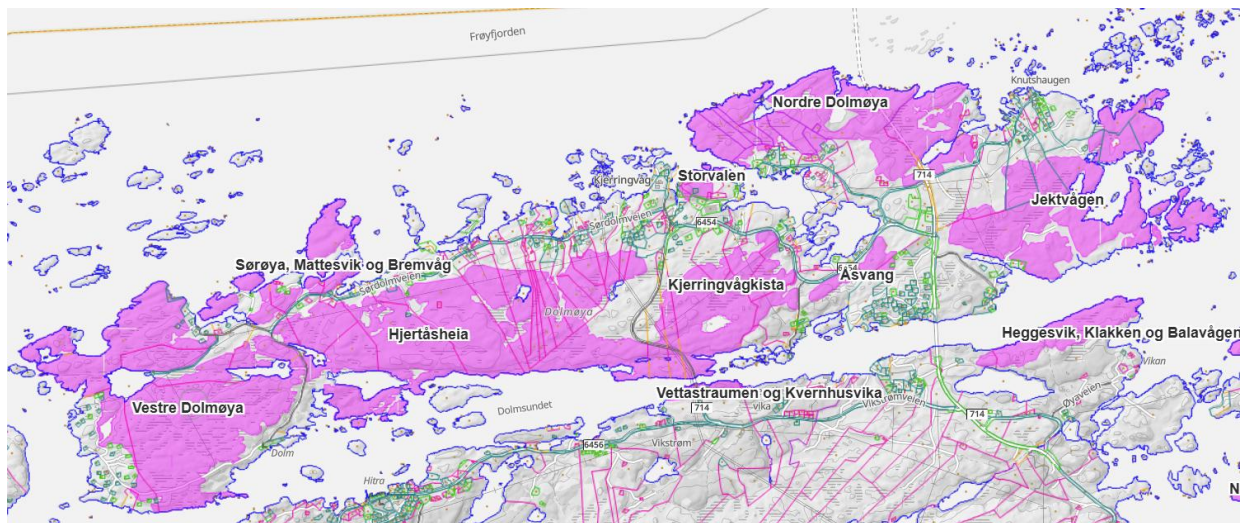 Frøyfjorden
Knutshaugen
Nordre Dolmøya
Kjerringvåg
Storvalen
714
Jektvågen
Sørdolmveien
6454
Sørøya, Mattesvik og Bremvåg
6454
Åsvang
Sørdolmveien
Kjerringvågkista
Dolmøya
Hjertåsheia
Heggesvik, Klakken og Balavågen
Vikan
Vettastraumen og Kvernhusvika
Vestre Dolmøya
Dolmsundet
714
vika
Vikstrømveien
714
Øyaveien
6456
Vikstrøm
Dolm
Hitra
N